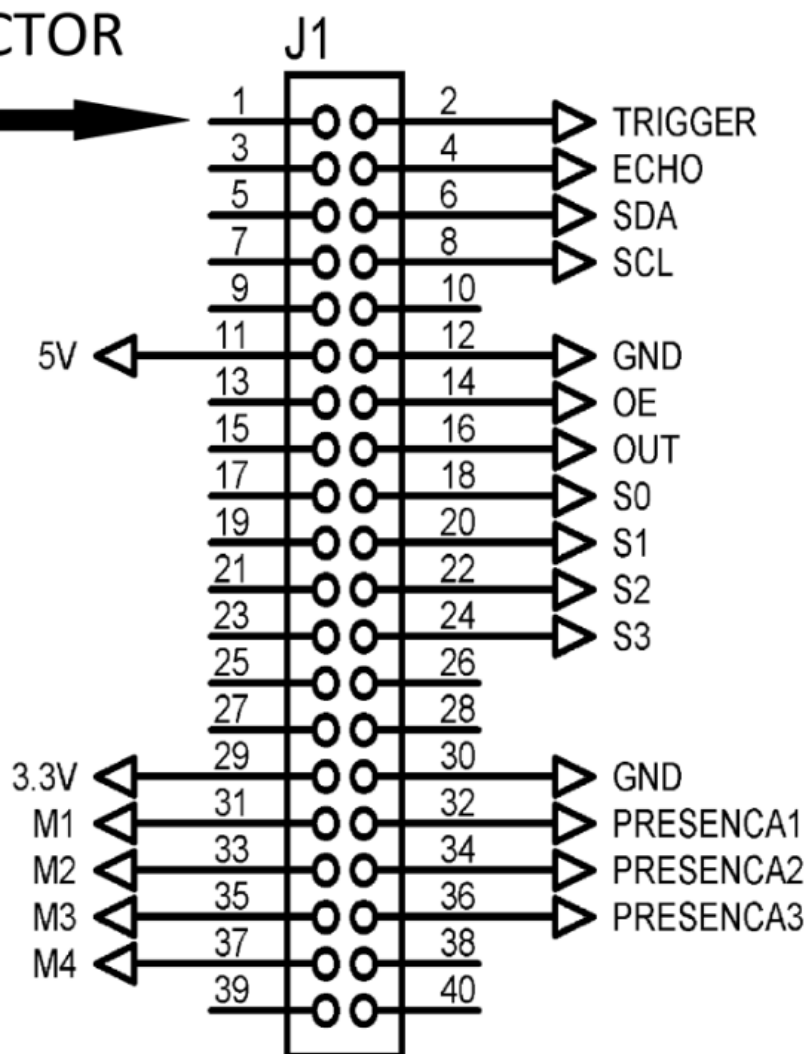 CTOR
J1
1 2 TRIGGER
3 4 ECHO
5 6 SDA
7 8 SCL
9 10
5V 11 12 GND
13 14 OE
15 16 OUT
17 18 S0
19 20 S1
21 22 S2
23 24 S3
25 26
27 28
3.3V 29 30 GND
M1 31 32 PRESENCA1
M2 33 34 PRESENCA2
M3 35 36 PRESENCA3
M4 37 38
39 40